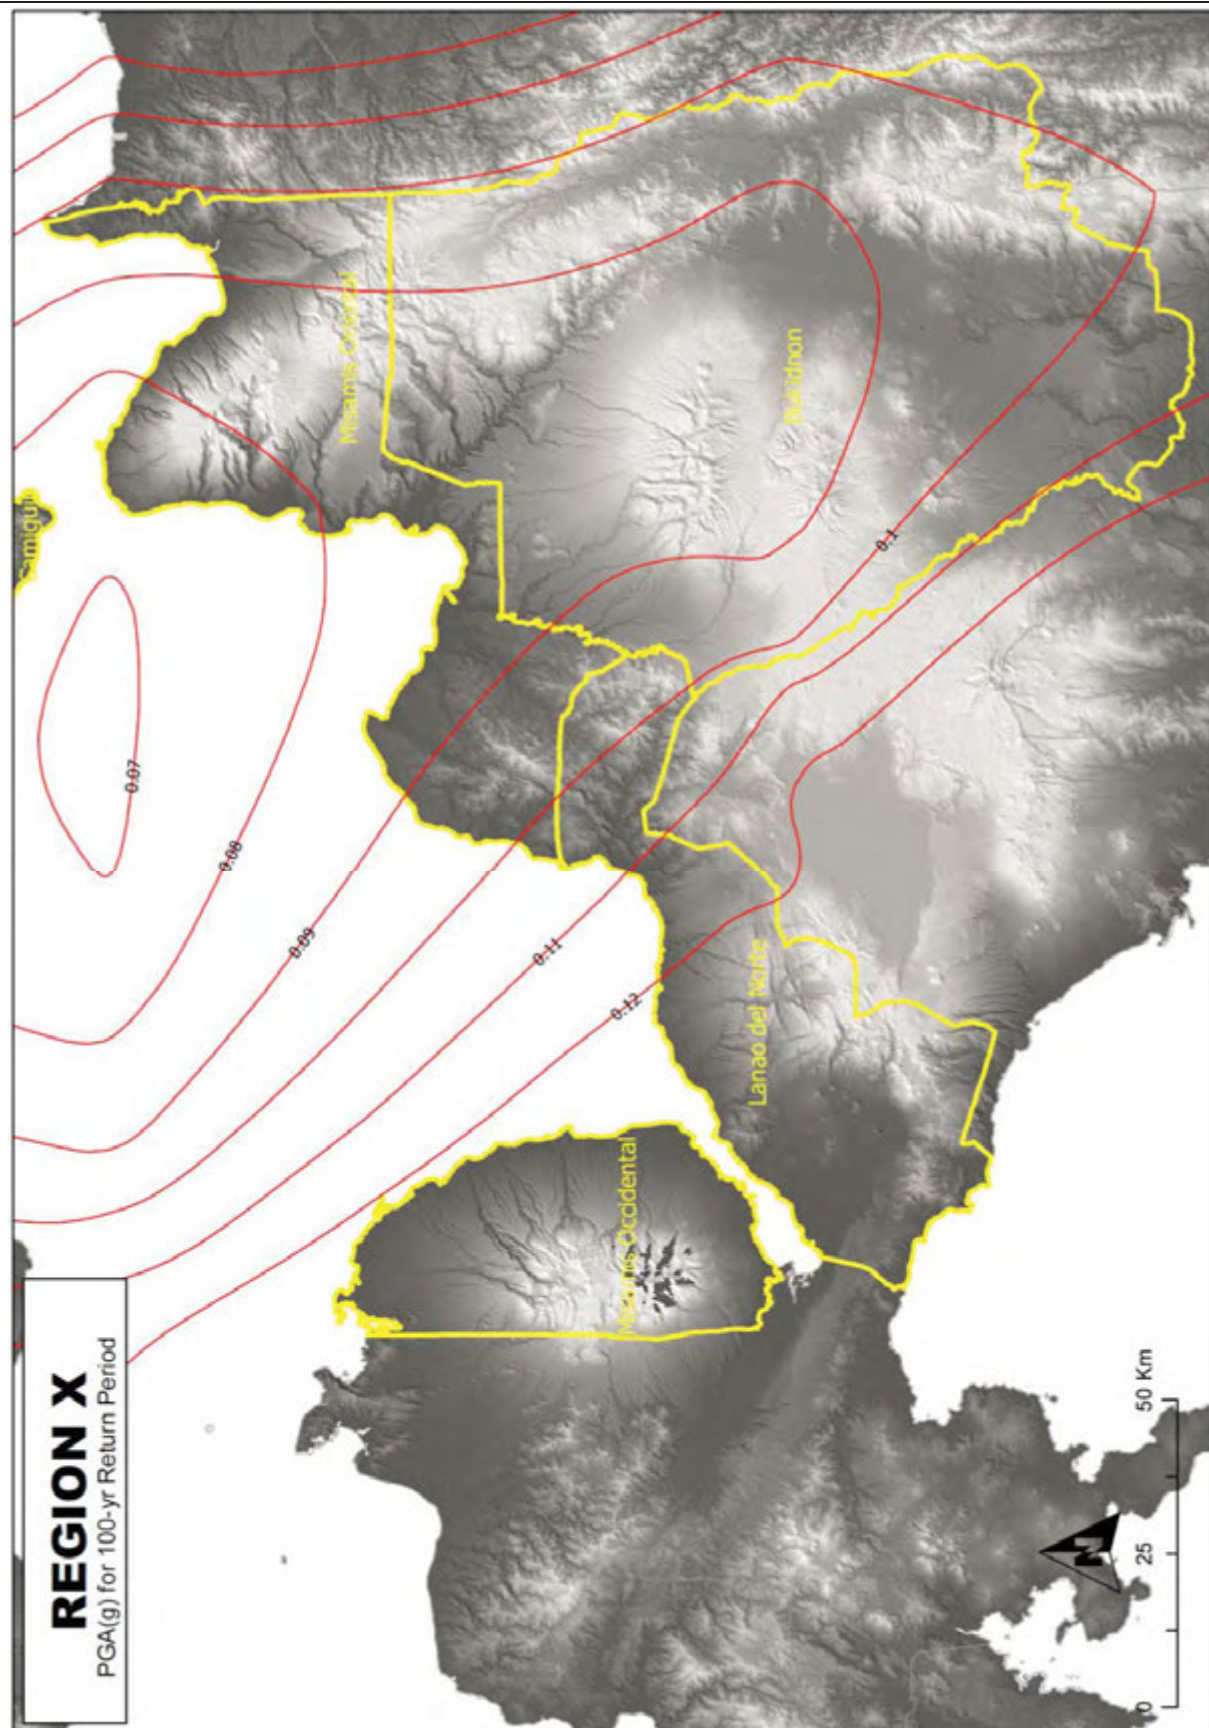 REGION X
PGA(g) for 100-yr Return Period
Camiguin
Misamis Oriental
Bukidnon
Lanao del Norte
Misamis Occidental
0.07
0.08
0.09
0.1
0.11
0.12
N
0 25 50 Km